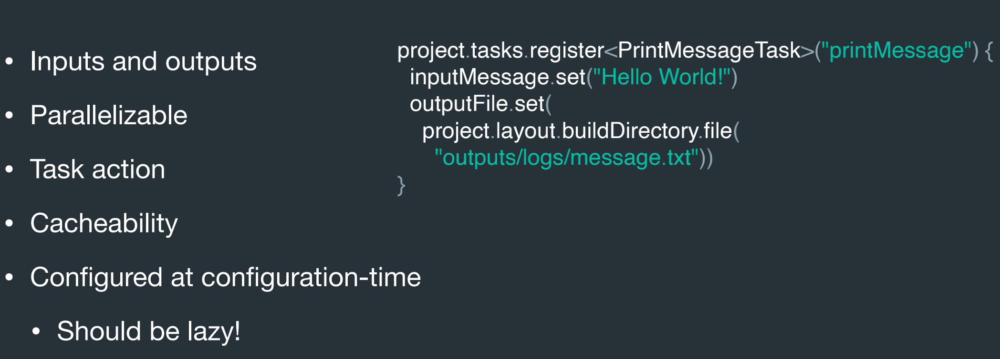 • Inputs and outputs
• Parallelizable
• Task action
• Cacheability
• Configured at configuration-time
• Should be lazy!
project.tasks.register<PrintMessageTask>("printMessage") {
inputMessage.set("Hello World!")
outputFile.set(
project.layout.buildDirectory.file(
"outputs/logs/message.txt"))
}